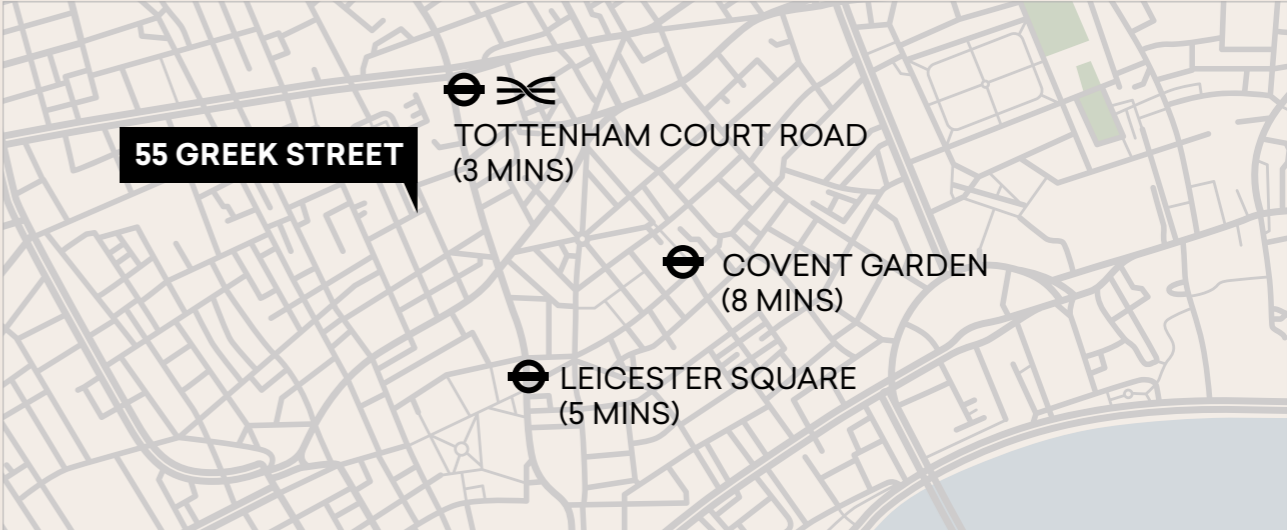 55 GREEK STREET
TOTTENHAM COURT ROAD
(3 MINS)
COVENT GARDEN
(8 MINS)
LEICESTER SQUARE
(5 MINS)